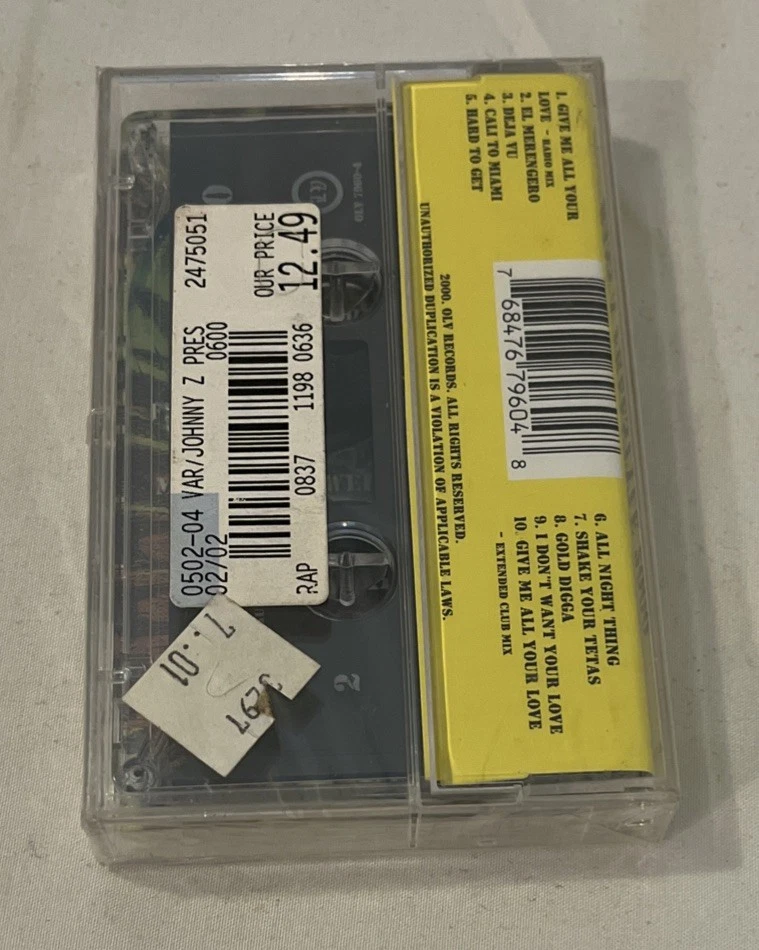 1. GIVE ME ALL YOUR
LOVE - RADIO MIX
2. EL MERENGERO
3. DEJA VU
4. CALI TO MIAMI
5. HARD TO GET
7 68476 79604 8
6. ALL NIGHT THING
7. SHAKE YOUR TETAS
8. GOLD DIGGA
9. I DON'T WANT YOUR LOVE
10. GIVE ME ALL YOUR LOVE
- EXTENDED CLUB MIX
2000. OLV RECORDS. ALL RIGHTS RESERVED.
UNAUTHORIZED DUPLICATION IS A VIOLATION OF APPLICABLE LAWS.
0502-04 VAR/JOHNNY Z PRES 2475051
02/02 0600
OUR PRICE
RAP 0837 1198 0636 12.49
2